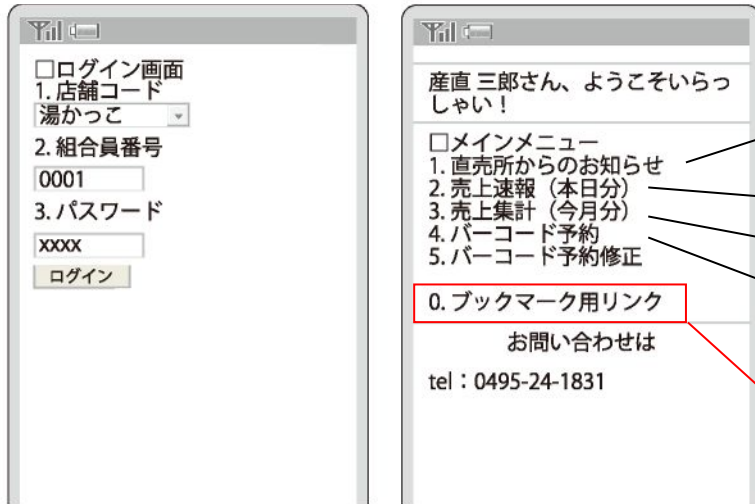 □ログイン画面
1. 店舗コード
湯かっこ
2. 組合員番号
0001
3. パスワード
xxxx
ログイン
産直 三郎さん、ようこそいらっ
しゃい！
□メインメニュー
1. 直売所からのお知らせ
2. 売上速報（本日分）
3. 売上集計（今月分）
4. バーコード予約
5. バーコード予約修正
0. ブックマーク用リンク
お問い合わせは
tel：0495-24-1831